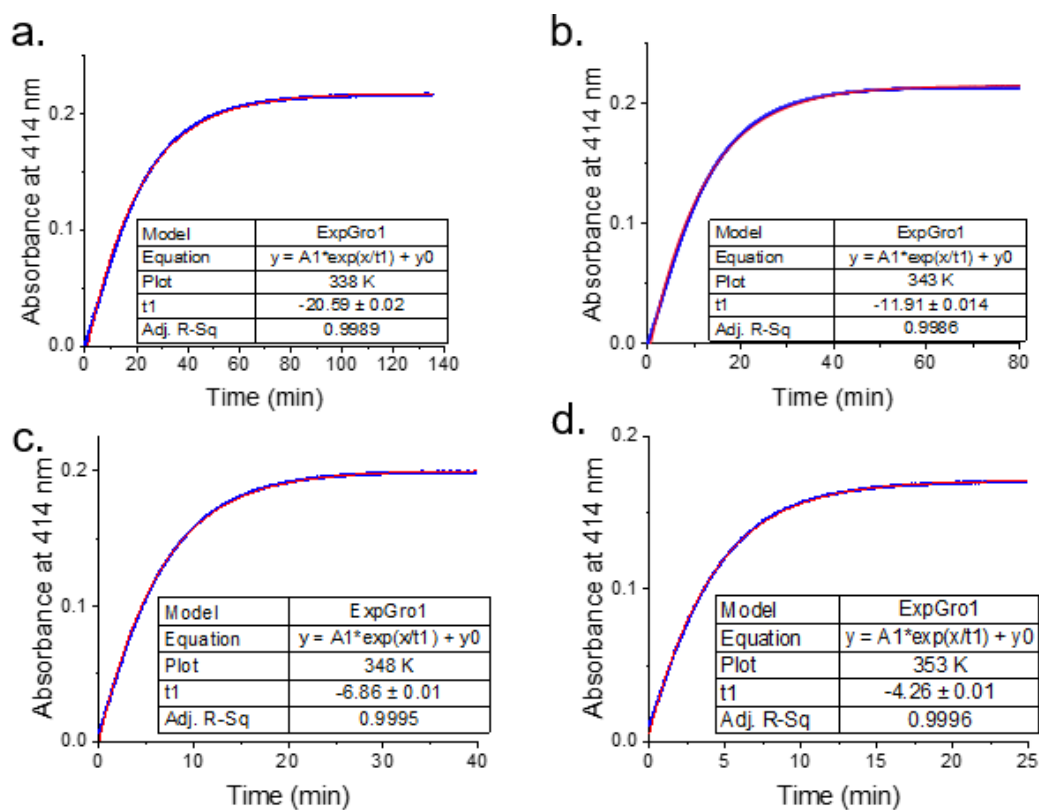 a.
Absorbance at 414 nm
0.2
0.1
0.0
Model ExpGro1
Equation y = A1*exp(x/t1) + y0
Plot 338 K
t1 -20.59 ± 0.02
Adj. R-Sq 0.9989
0 20 40 60 80 100 120 140
Time (min)
b.
Absorbance at 414 nm
0.2
0.1
0.0
Model ExpGro1
Equation y = A1*exp(x/t1) + y0
Plot 343 K
t1 -11.91 ± 0.014
Adj. R-Sq 0.9986
0 20 40 60 80
Time (min)
c.
Absorbance at 414 nm
0.2
0.1
0.0
Model ExpGro1
Equation y = A1*exp(x/t1) + y0
Plot 348 K
t1 -6.86 ± 0.01
Adj. R-Sq 0.9995
0 10 20 30 40
Time (min)
d.
Absorbance at 414 nm
0.2
0.1
0.0
Model ExpGro1
Equation y = A1*exp(x/t1) + y0
Plot 353 K
t1 -4.26 ± 0.01
Adj. R-Sq 0.9996
0 5 10 15 20 25
Time (min)